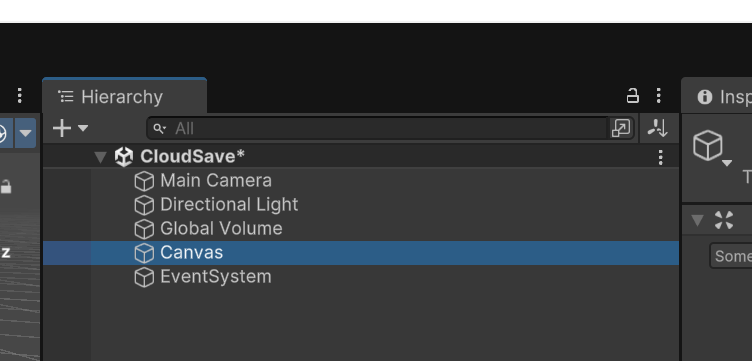 Hierarchy
Insp
All
CloudSave*
T
Main Camera
Directional Light
Global Volume
z
Canvas
Some
EventSystem